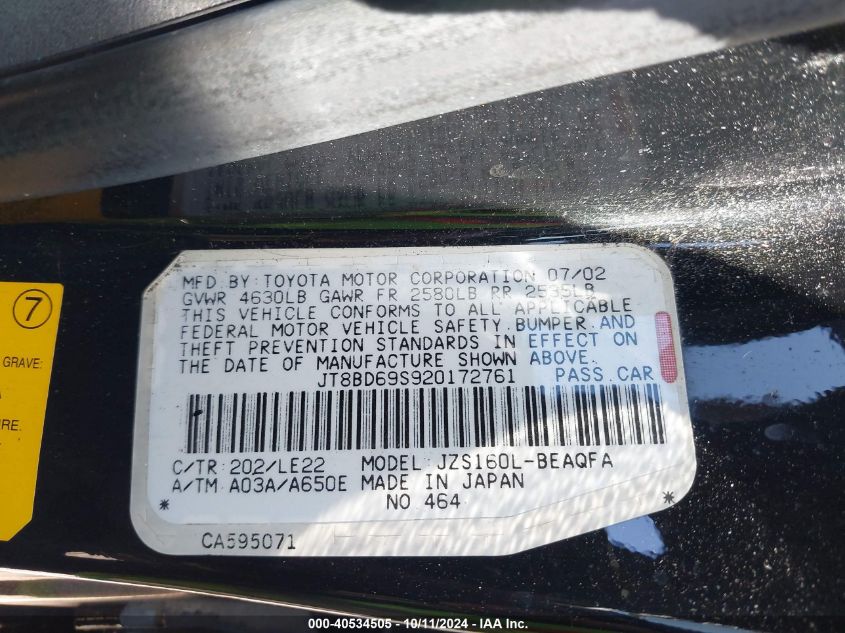 MFD BY: TOYOTA MOTOR CORPORATION 07/02
GVWR 4630LB GAWR FR 2580LB RR 2595LB
THIS VEHICLE CONFORMS TO ALL APPLICABLE
FEDERAL MOTOR VEHICLE SAFETY, BUMPER, AND
THEFT PREVENTION STANDARDS IN EFFECT ON
THE DATE OF MANUFACTURE SHOWN ABOVE.
JT8BD69S920172761 PASS.CAR
C/TR: 202/LE22 MODEL: JZS160L-BEAQFA
A/TM A03A/A650E MADE IN JAPAN
NO 464
CA595071
7
GRAVE:
000-40534505 - 10/11/2024 - IAA Inc.